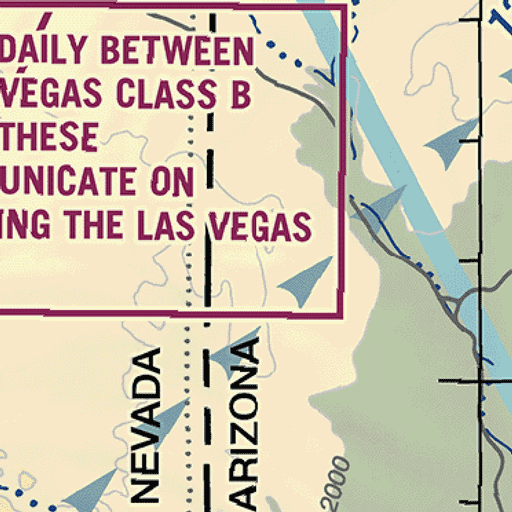 DAILY BETWEEN
VEGAS CLASS B
THESE
UNICATE ON
ING THE LAS VEGAS
NEVADA
ARIZONA
2000